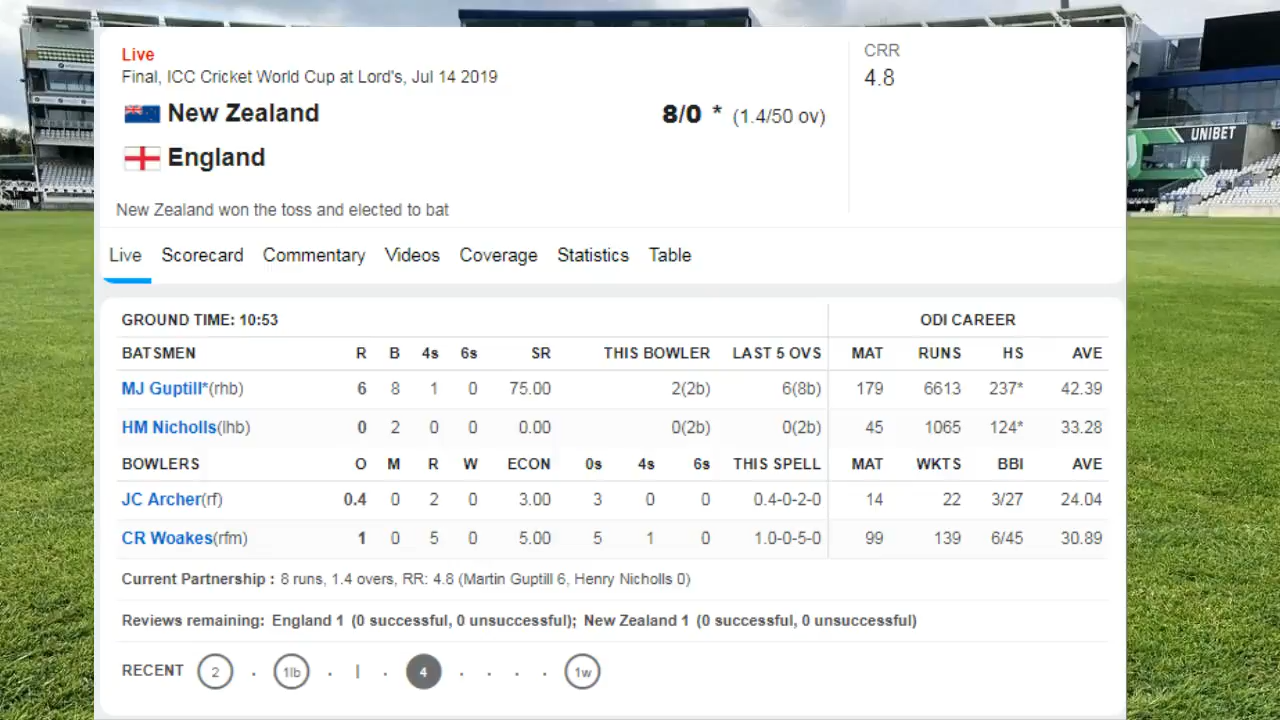 Live
Final, ICC Cricket World Cup at Lord's, Jul 14 2019
New Zealand 8/0 * (1.4/50 ov)
England
New Zealand won the toss and elected to bat
CRR
4.8
UNIBET
Live Scorecard Commentary Videos Coverage Statistics Table
GROUND TIME: 10:53 ODI CAREER
BATSMEN R B 4s 6s SR THIS BOWLER LAST 5 OVS MAT RUNS HS AVE
MJ Guptill*(rhb) 6 8 1 0 75.00 2(2b) 6(8b) 179 6613 237* 42.39
HM Nicholls(lhb) 0 2 0 0 0.00 0(2b) 0(2b) 45 1065 124* 33.28
BOWLERS O M R W ECON 0s 4s 6s THIS SPELL MAT WKTS BBI AVE
JC Archer(rf) 0.4 0 2 0 3.00 3 0 0 0.4-0-2-0 14 22 3/27 24.04
CR Woakes(rfm) 1 0 5 0 5.00 5 1 0 1.0-0-5-0 99 139 6/45 30.89
Current Partnership : 8 runs, 1.4 overs, RR: 4.8 (Martin Guptill 6, Henry Nicholls 0)
Reviews remaining: England 1 (0 successful, 0 unsuccessful); New Zealand 1 (0 successful, 0 unsuccessful)
RECENT 2 . 1lb . | . 4 . . . . 1w